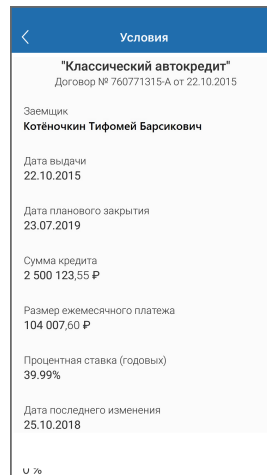 Условия
"Классический автокредит"
Договор № 760771315-А от 22.10.2015
Заемщик
Котёночкин Тифомей Барсикович
Дата выдачи
22.10.2015
Дата планового закрытия
23.07.2019
Сумма кредита
2 500 123,55 ₽
Размер ежемесячного платежа
104 007,60 ₽
Процентная ставка (годовых)
39.99%
Дата последнего изменения
25.10.2018